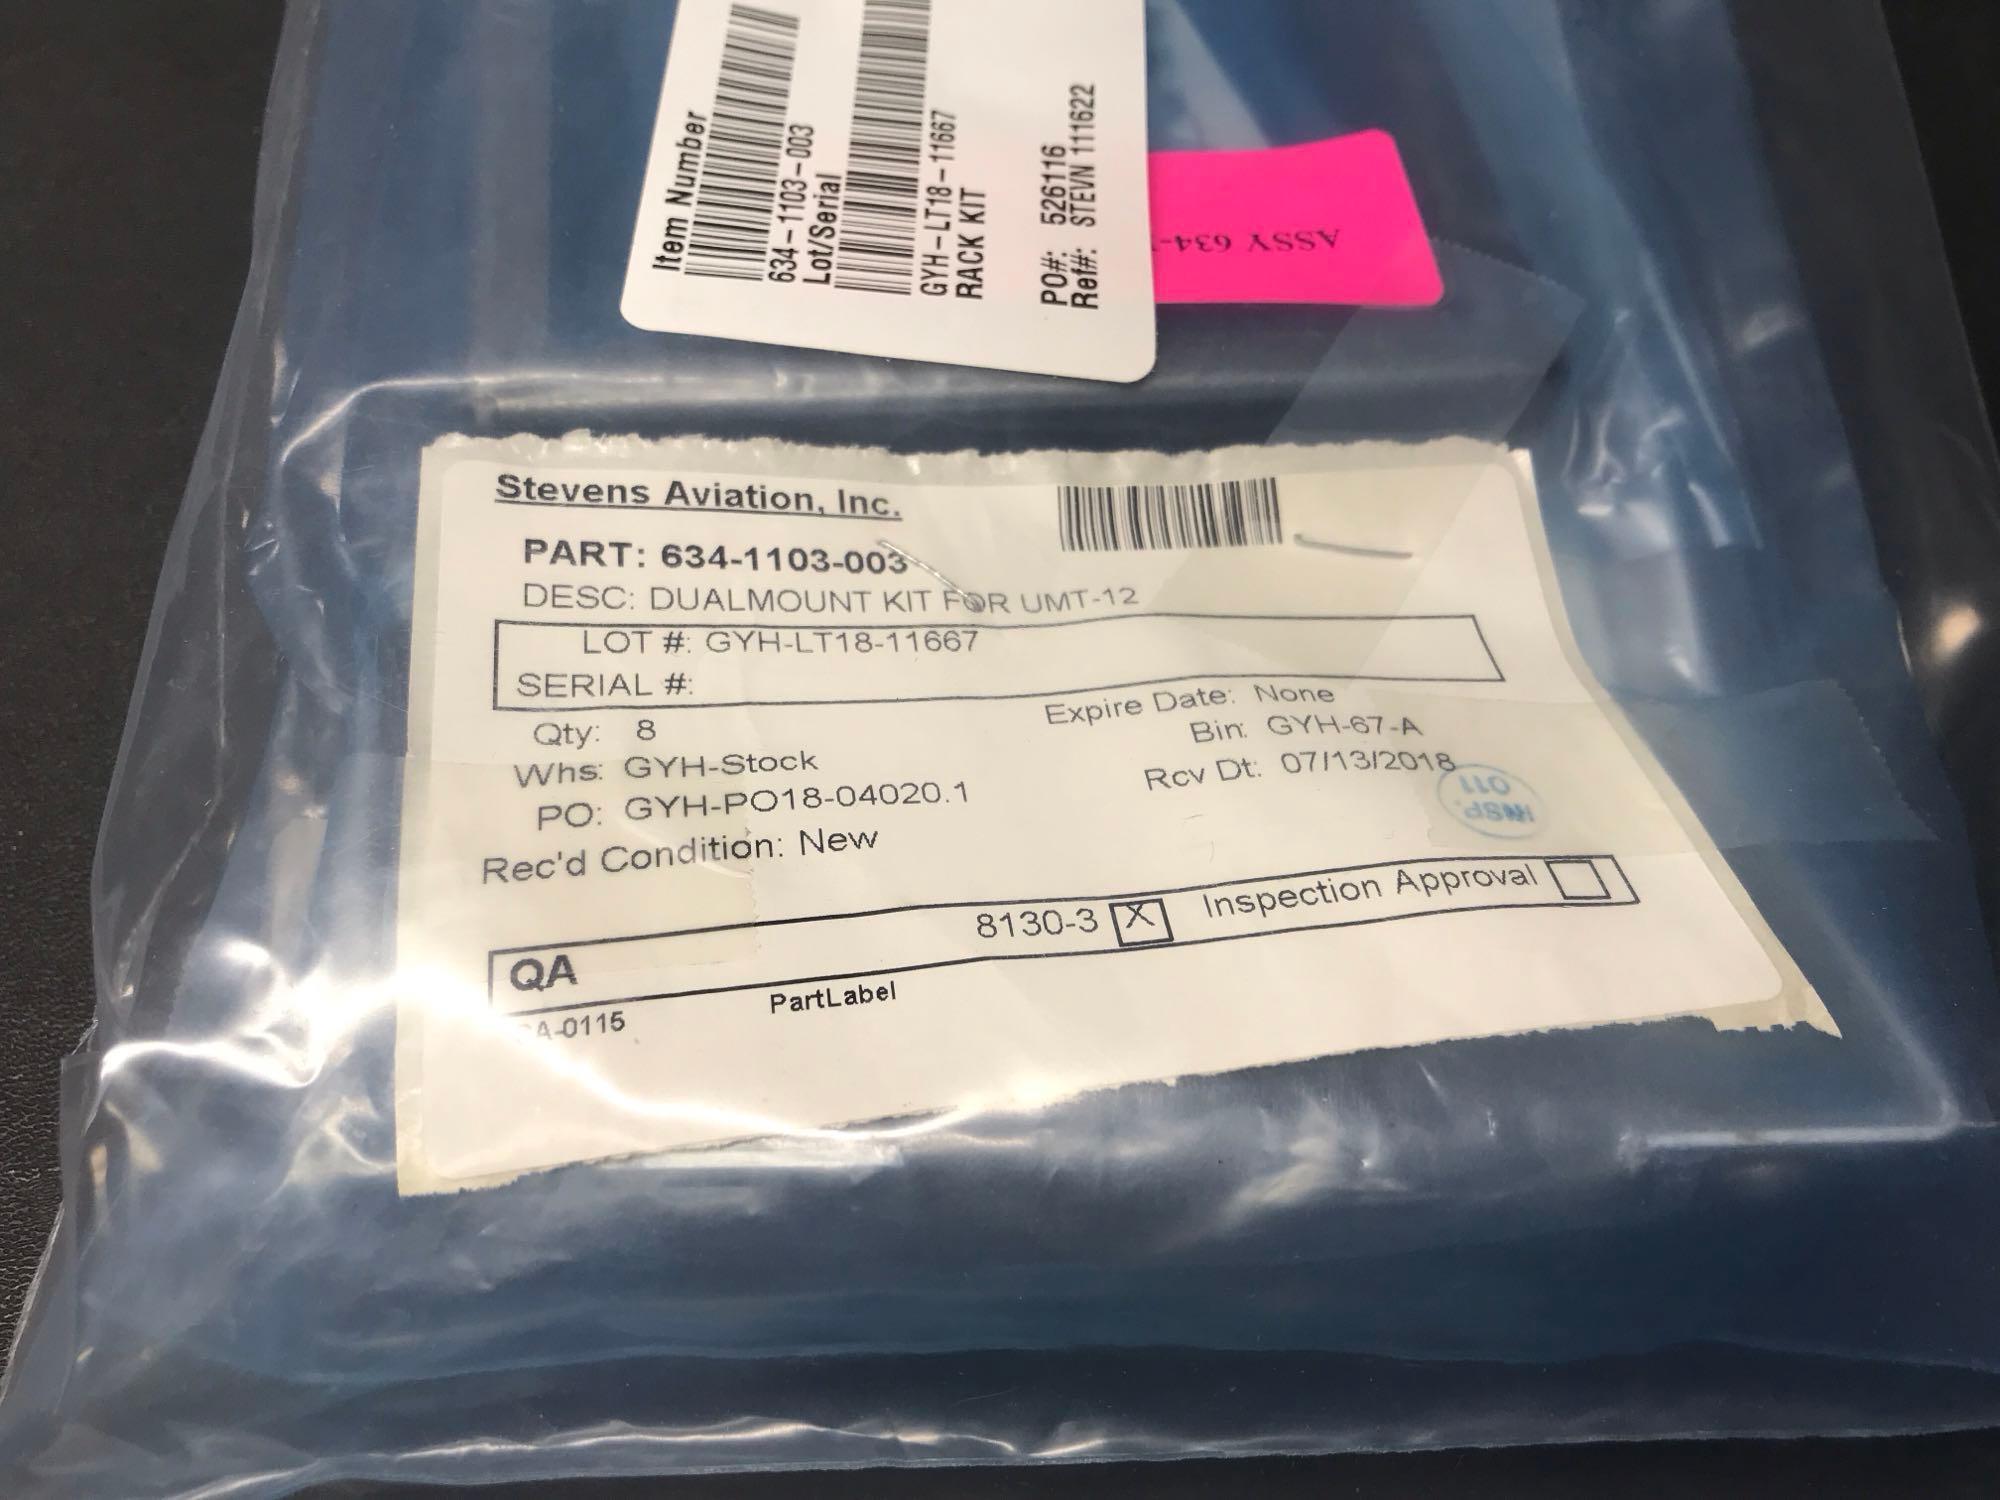 Item Number
634-1103-003
Lot/Serial
GYH-LT18-11667
RACK KIT
PO#: 526116
Ref#: STEVN 111622
ASSY 634-
Stevens Aviation, Inc.
PART: 634-1103-003
DESC: DUALMOUNT KIT FOR UMT-12
LOT #: GYH-LT18-11667
SERIAL #:
Qty: 8
Expire Date: None
Whs: GYH-Stock
Bin: GYH-67-A
PO: GYH-PO18-04020.1
Rcv Dt: 07/13/2018
INSP.
011
Rec'd Condition: New
QA 8130-3 X Inspection Approval
A-0115 PartLabel